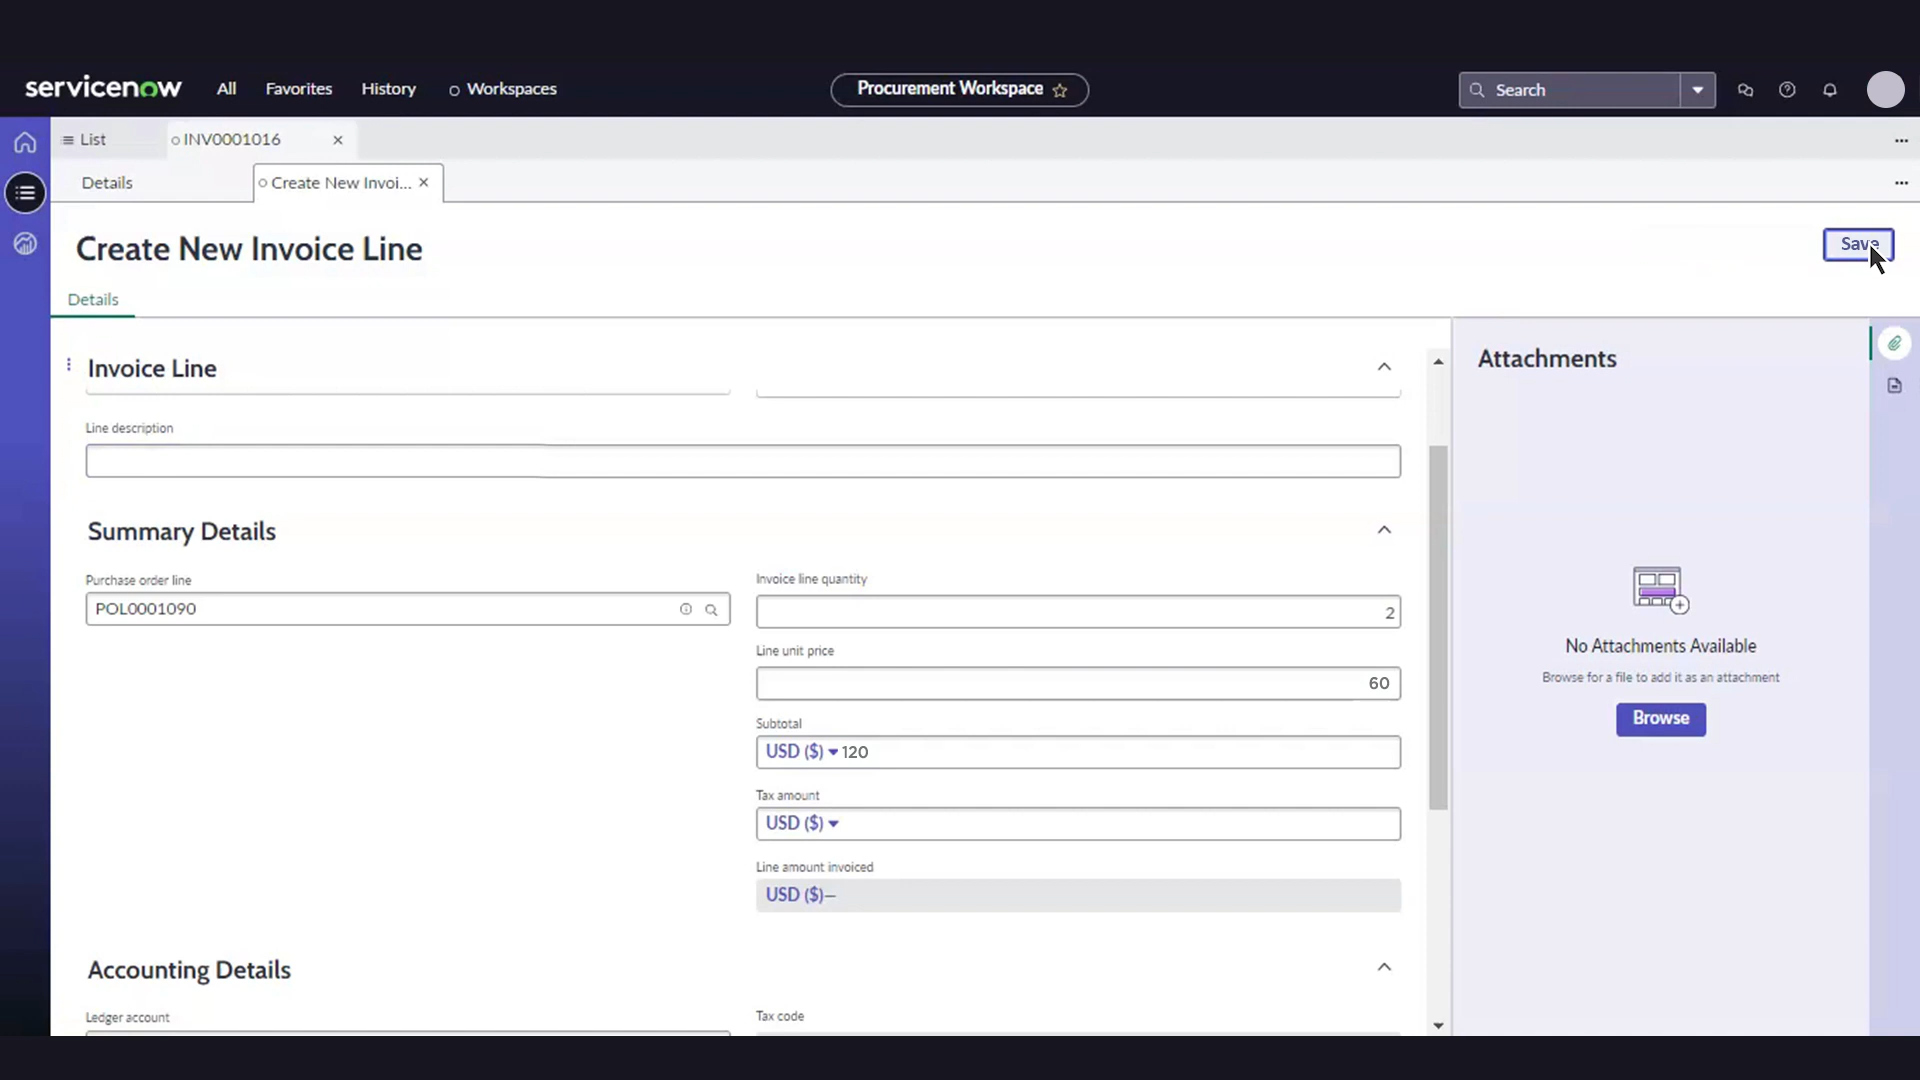 servicenow All Favorites History Workspaces Procurement Workspace Search
List INV0001016
Details Create New Invoi...
Create New Invoice Line Save
Details
Invoice Line
Line description
Summary Details
Purchase order line
POL0001090
Invoice line quantity
2
Line unit price
60
Subtotal
USD ($) 120
Tax amount
USD ($)
Line amount invoiced
USD ($)—
Accounting Details
Ledger account Tax code
Attachments
No Attachments Available
Browse for a file to add it as an attachment
Browse